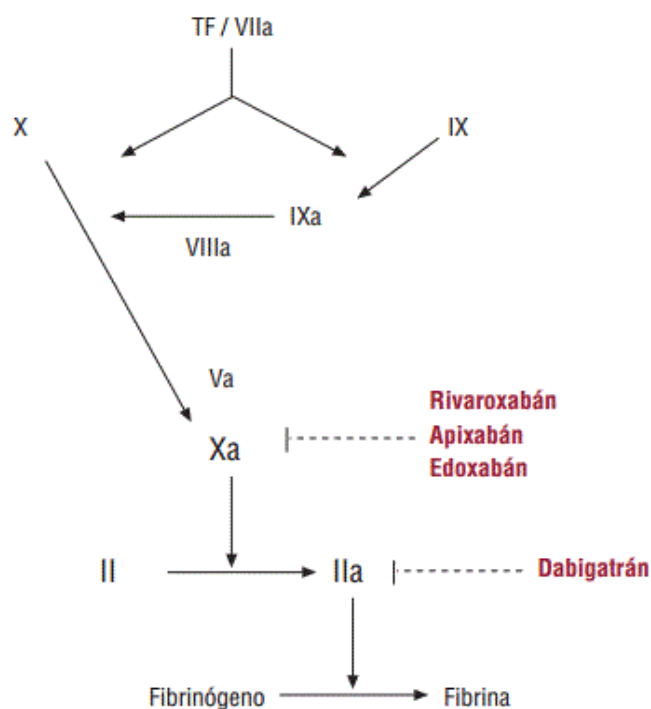 TF / VIIa
X
IX
IXa
VIIIa
Va
Rivaroxabán
Xa
Apixabán
Edoxabán
II
IIa
Dabigatrán
Fibrinógeno
Fibrina